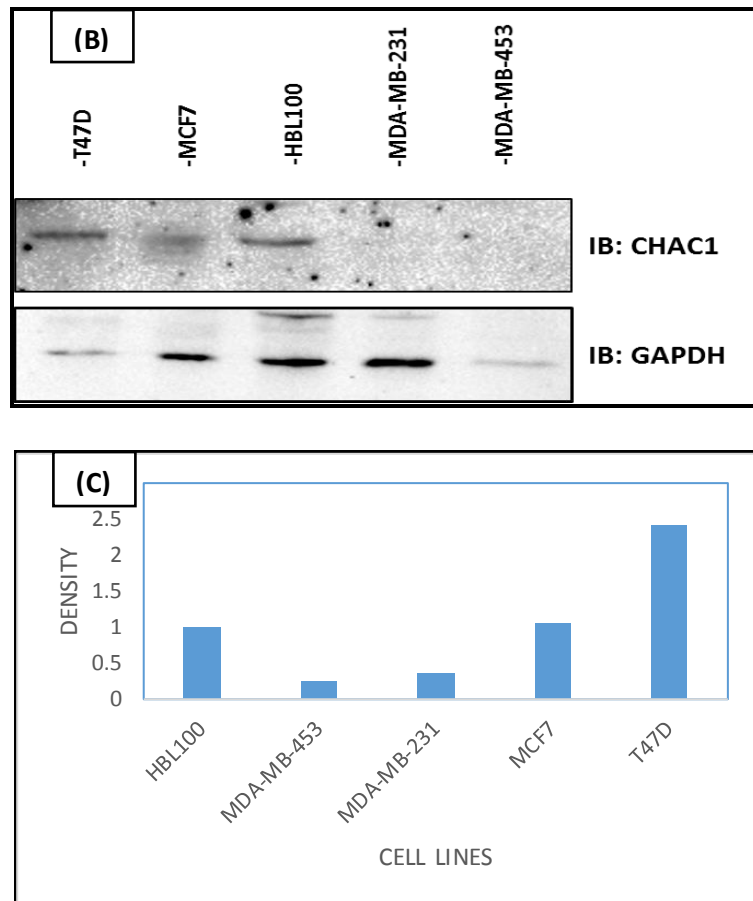 (B)
-T47D
-MCF7
-HBL100
-MDA-MB-231
-MDA-MB-453
IB: CHAC1
IB: GAPDH
(C)
2.5
2
1.5
1
0.5
0
DENSITY
HBL100
MDA-MB-453
MDA-MB-231
MCF7
T47D
CELL LINES